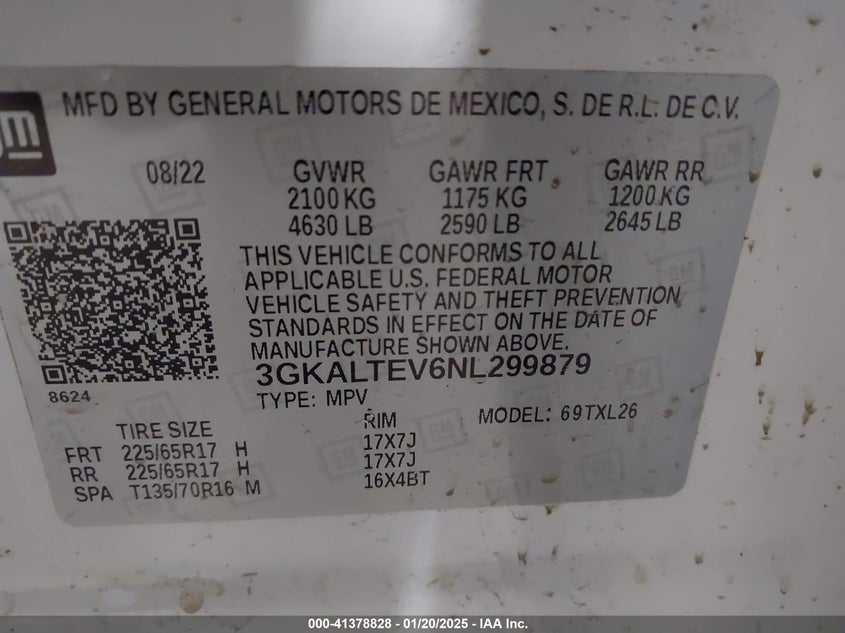 gm
MFD BY GENERAL MOTORS DE MEXICO, S. DE R.L. DE C.V.
08/22 GVWR GAWR FRT GAWR RR
2100 KG 1175 KG 1200 KG
4630 LB 2590 LB 2645 LB
THIS VEHICLE CONFORMS TO ALL
APPLICABLE U.S. FEDERAL MOTOR
VEHICLE SAFETY AND THEFT PREVENTION
STANDARDS IN EFFECT ON THE DATE OF
MANUFACTURE SHOWN ABOVE.
3GKALTEV6NL299879
8624
TYPE: MPV
MODEL: 69TXL26
TIRE SIZE RIM
FRT 225/65R17 H 17X7J
RR 225/65R17 H 17X7J
SPA T135/70R16 M 16X4BT
000-41378828 - 01/20/2025 - IAA Inc.